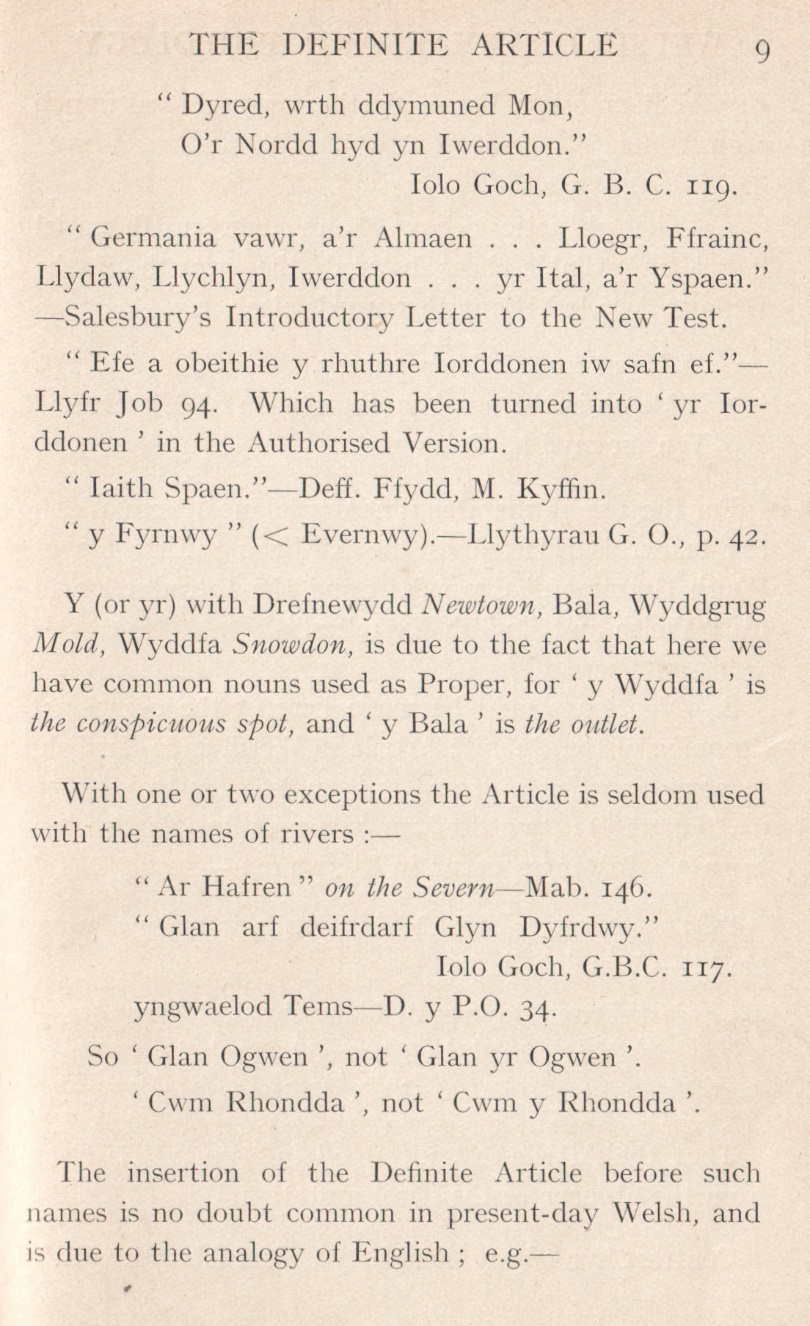 THE DEFINITE ARTICLE 9
“ Dyred, wrth ddymuned Mon,
O’r Nordd hyd yn Iwerddon.”
Iolo Goch, G. B. C. 119.
“ Germania vawr, a’r Almaen . . . Lloegr, Ffrainc,
Llydaw, Llychlyn, Iwerddon . . . yr Ital, a’r Yspaen.”
—Salesbury’s Introductory Letter to the New Test.
“ Efe a obeithie y rhuthre Iorddonen iw safn ef.”—
Llyfr Job 94. Which has been turned into ‘ yr Ior-
ddonen ’ in the Authorised Version.
“ Iaith Spaen.”—Deff. Ffydd, M. Kyffin.
“ y Fyrnwy ” (< Evernwy).—Llythyrau G. O., p. 42.
Y (or yr) with Drefnewydd Newtown, Bala, Wyddgrug
Mold, Wyddfa Snowdon, is due to the fact that here we
have common nouns used as Proper, for ‘ y Wyddfa ’ is
the conspicuous spot, and ‘ y Bala ’ is the outlet.
With one or two exceptions the Article is seldom used
with the names of rivers :—
“ Ar Hafren ” on the Severn—Mab. 146.
“ Glan arf deifrdarf Glyn Dyfrdwy.”
Iolo Goch, G.B.C. 117.
yngwaelod Tems—D. y P.O. 34.
So ‘ Glan Ogwen ’, not ‘ Glan yr Ogwen ’.
‘ Cwm Rhondda ’, not ‘ Cwm y Rhondda ’.
The insertion of the Definite Article before such
names is no doubt common in present-day Welsh, and
is due to the analogy of English ; e.g.—